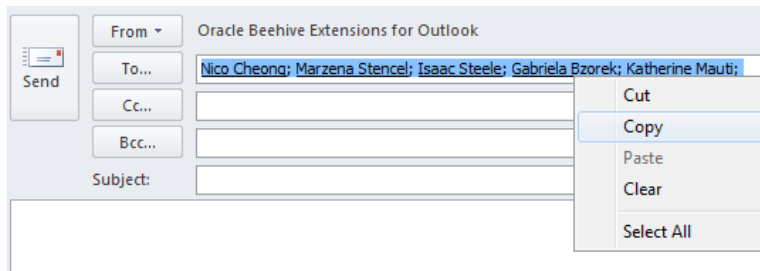 From ▾ Oracle Beehive Extensions for Outlook
Send
To... Nico Cheong; Marzena Stencel; Isaac Steele; Gabriela Bzorek; Katherine Mauti;
Cc...
Bcc...
Subject:
Cut
Copy
Paste
Clear
Select All